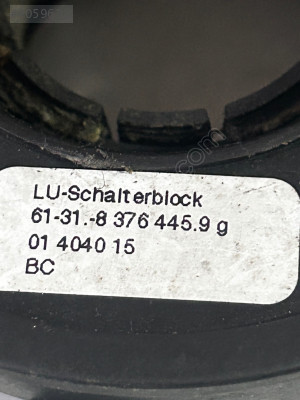 LU-Schalterblock
61-31.-8 376 445.9 g
01 4040 15
BC